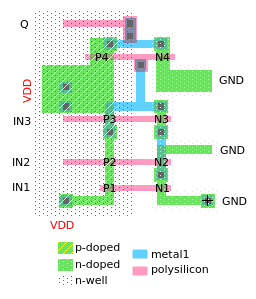 Q
P4 N4
GND
VDD
IN3 P3 N3
GND
IN2 P2 N2
IN1 P1 N1
GND
VDD
p-doped
n-doped
n-well
metal1
polysilicon